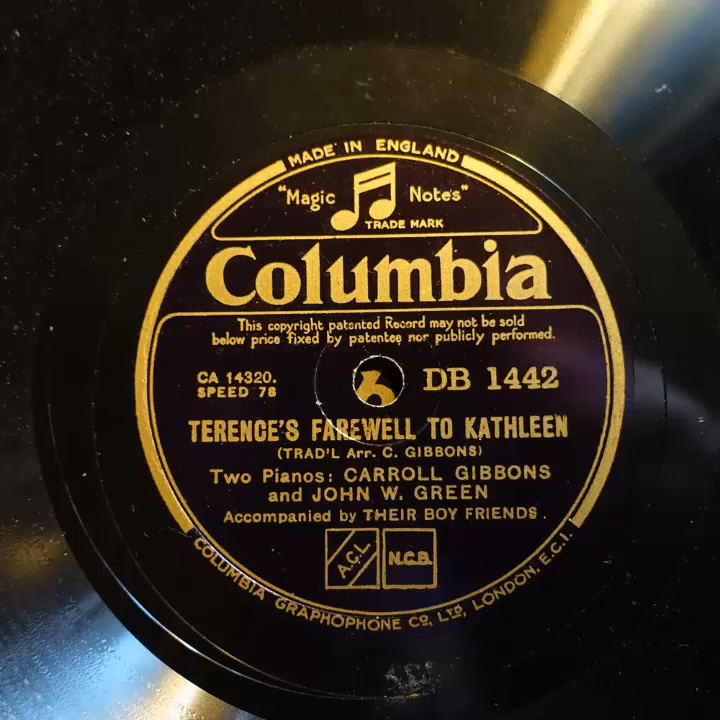 MADE IN ENGLAND
"Magic Notes"
TRADE MARK
Columbia
This copyright patented Record may not be sold
below price fixed by patentee nor publicly performed.
CA 14320.
SPEED 78
DB 1442
TERENCE'S FAREWELL TO KATHLEEN
(TRAD'L Arr. C. GIBBONS)
Two Pianos: CARROLL GIBBONS
and JOHN W. GREEN
Accompanied by THEIR BOY FRIENDS.
A.C.L.
N.C.B.
COLUMBIA GRAPHOPHONE Co, LTD, LONDON, E.C.1.